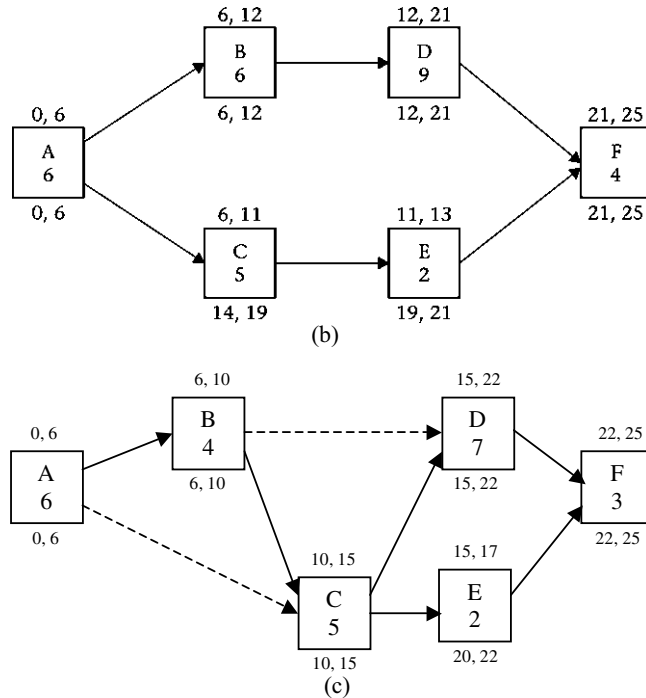 6, 12
B
6
6, 12
12, 21
D
9
12, 21
0, 6
A
6
0, 6
21, 25
F
4
21, 25
6, 11
C
5
14, 19
11, 13
E
2
19, 21
(b)
6, 10
B
4
6, 10
15, 22
D
7
15, 22
0, 6
A
6
0, 6
22, 25
F
3
22, 25
10, 15
C
5
10, 15
15, 17
E
2
20, 22
(c)